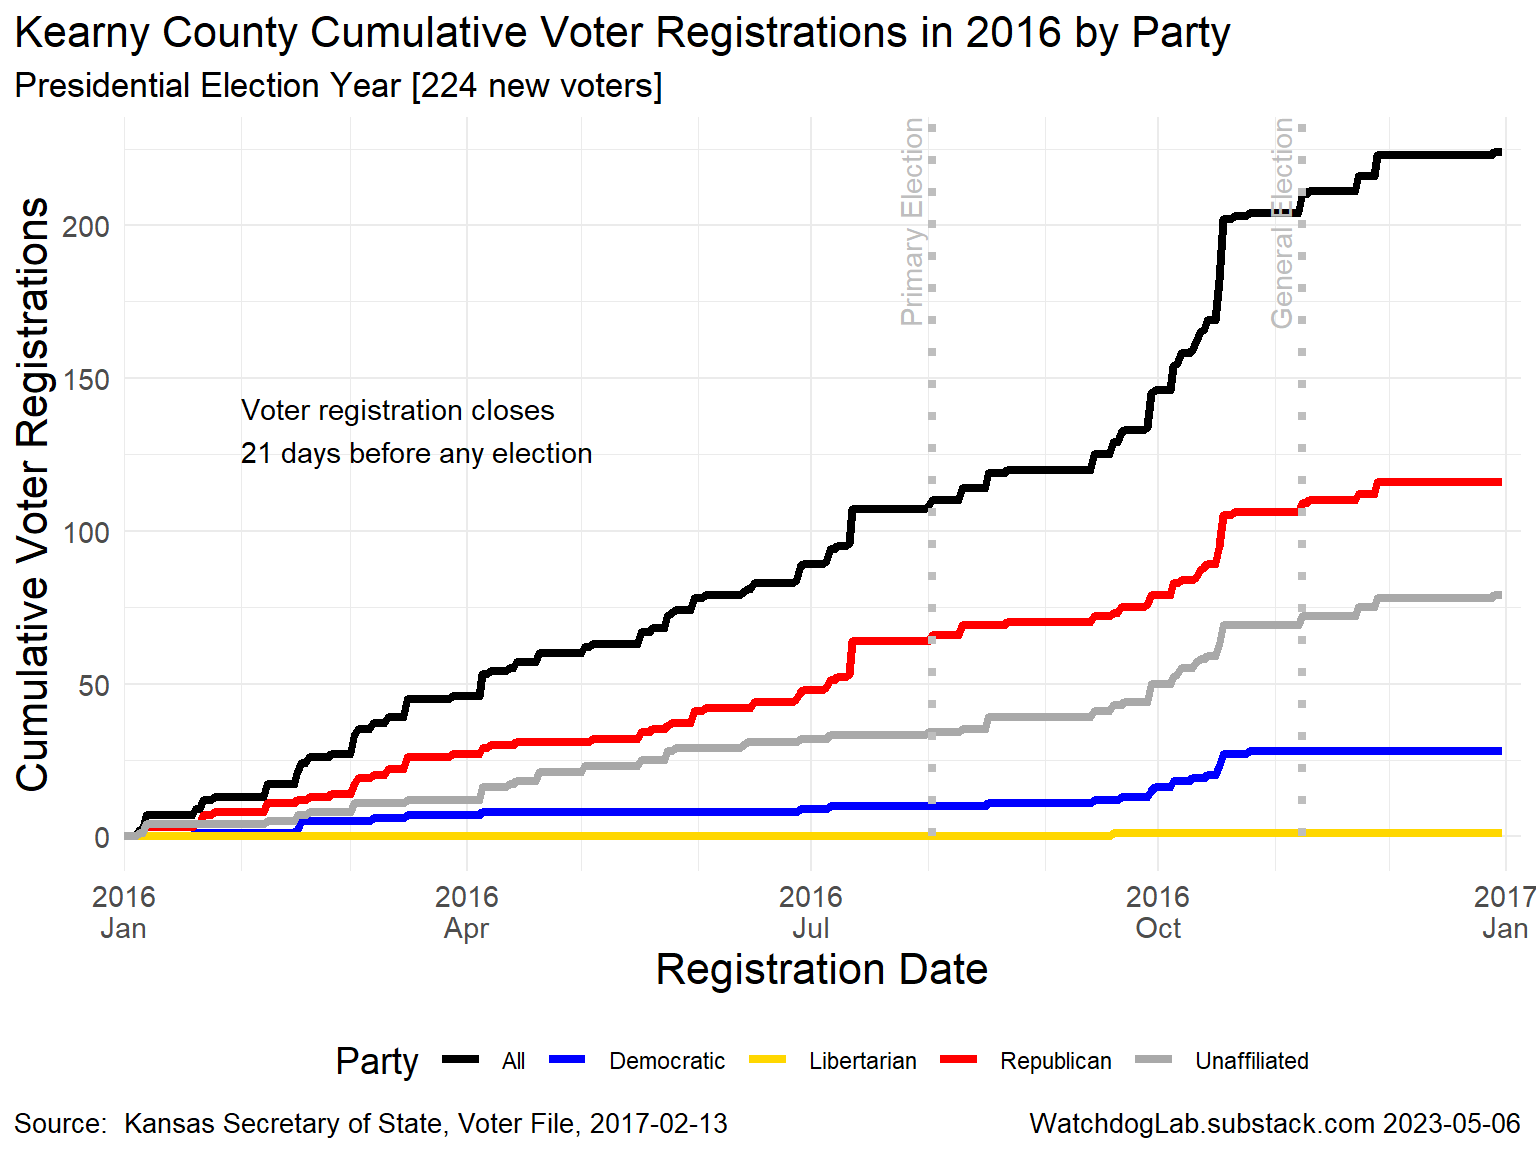 Kearny County Cumulative Voter Registrations in 2016 by Party
Presidential Election Year [224 new voters]
Cumulative Voter Registrations
200
150
100
50
0
Primary Election
General Election
Voter registration closes
21 days before any election
2016 2016 2016 2016 2017
Jan Apr Jul Oct Jan
Registration Date
Party All Democratic Libertarian Republican Unaffiliated
Source:  Kansas Secretary of State, Voter File, 2017-02-13
WatchdogLab.substack.com 2023-05-06